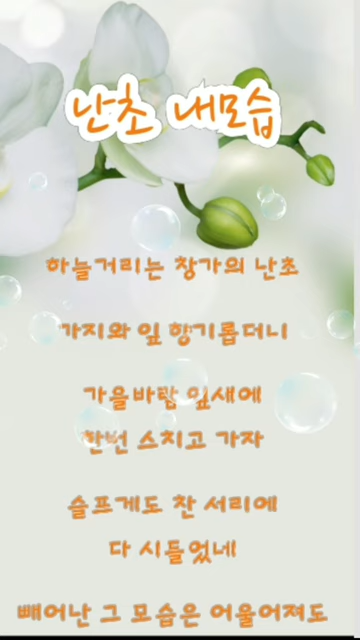 난초 내모습
하늘거리는 창가의 난초
가지와 잎 향기롭더니
가을바람 잎새에
한번 스치고 가자
슬프게도 찬 서리에
다 시들었네
빼어난 그 모습은 어울어져도